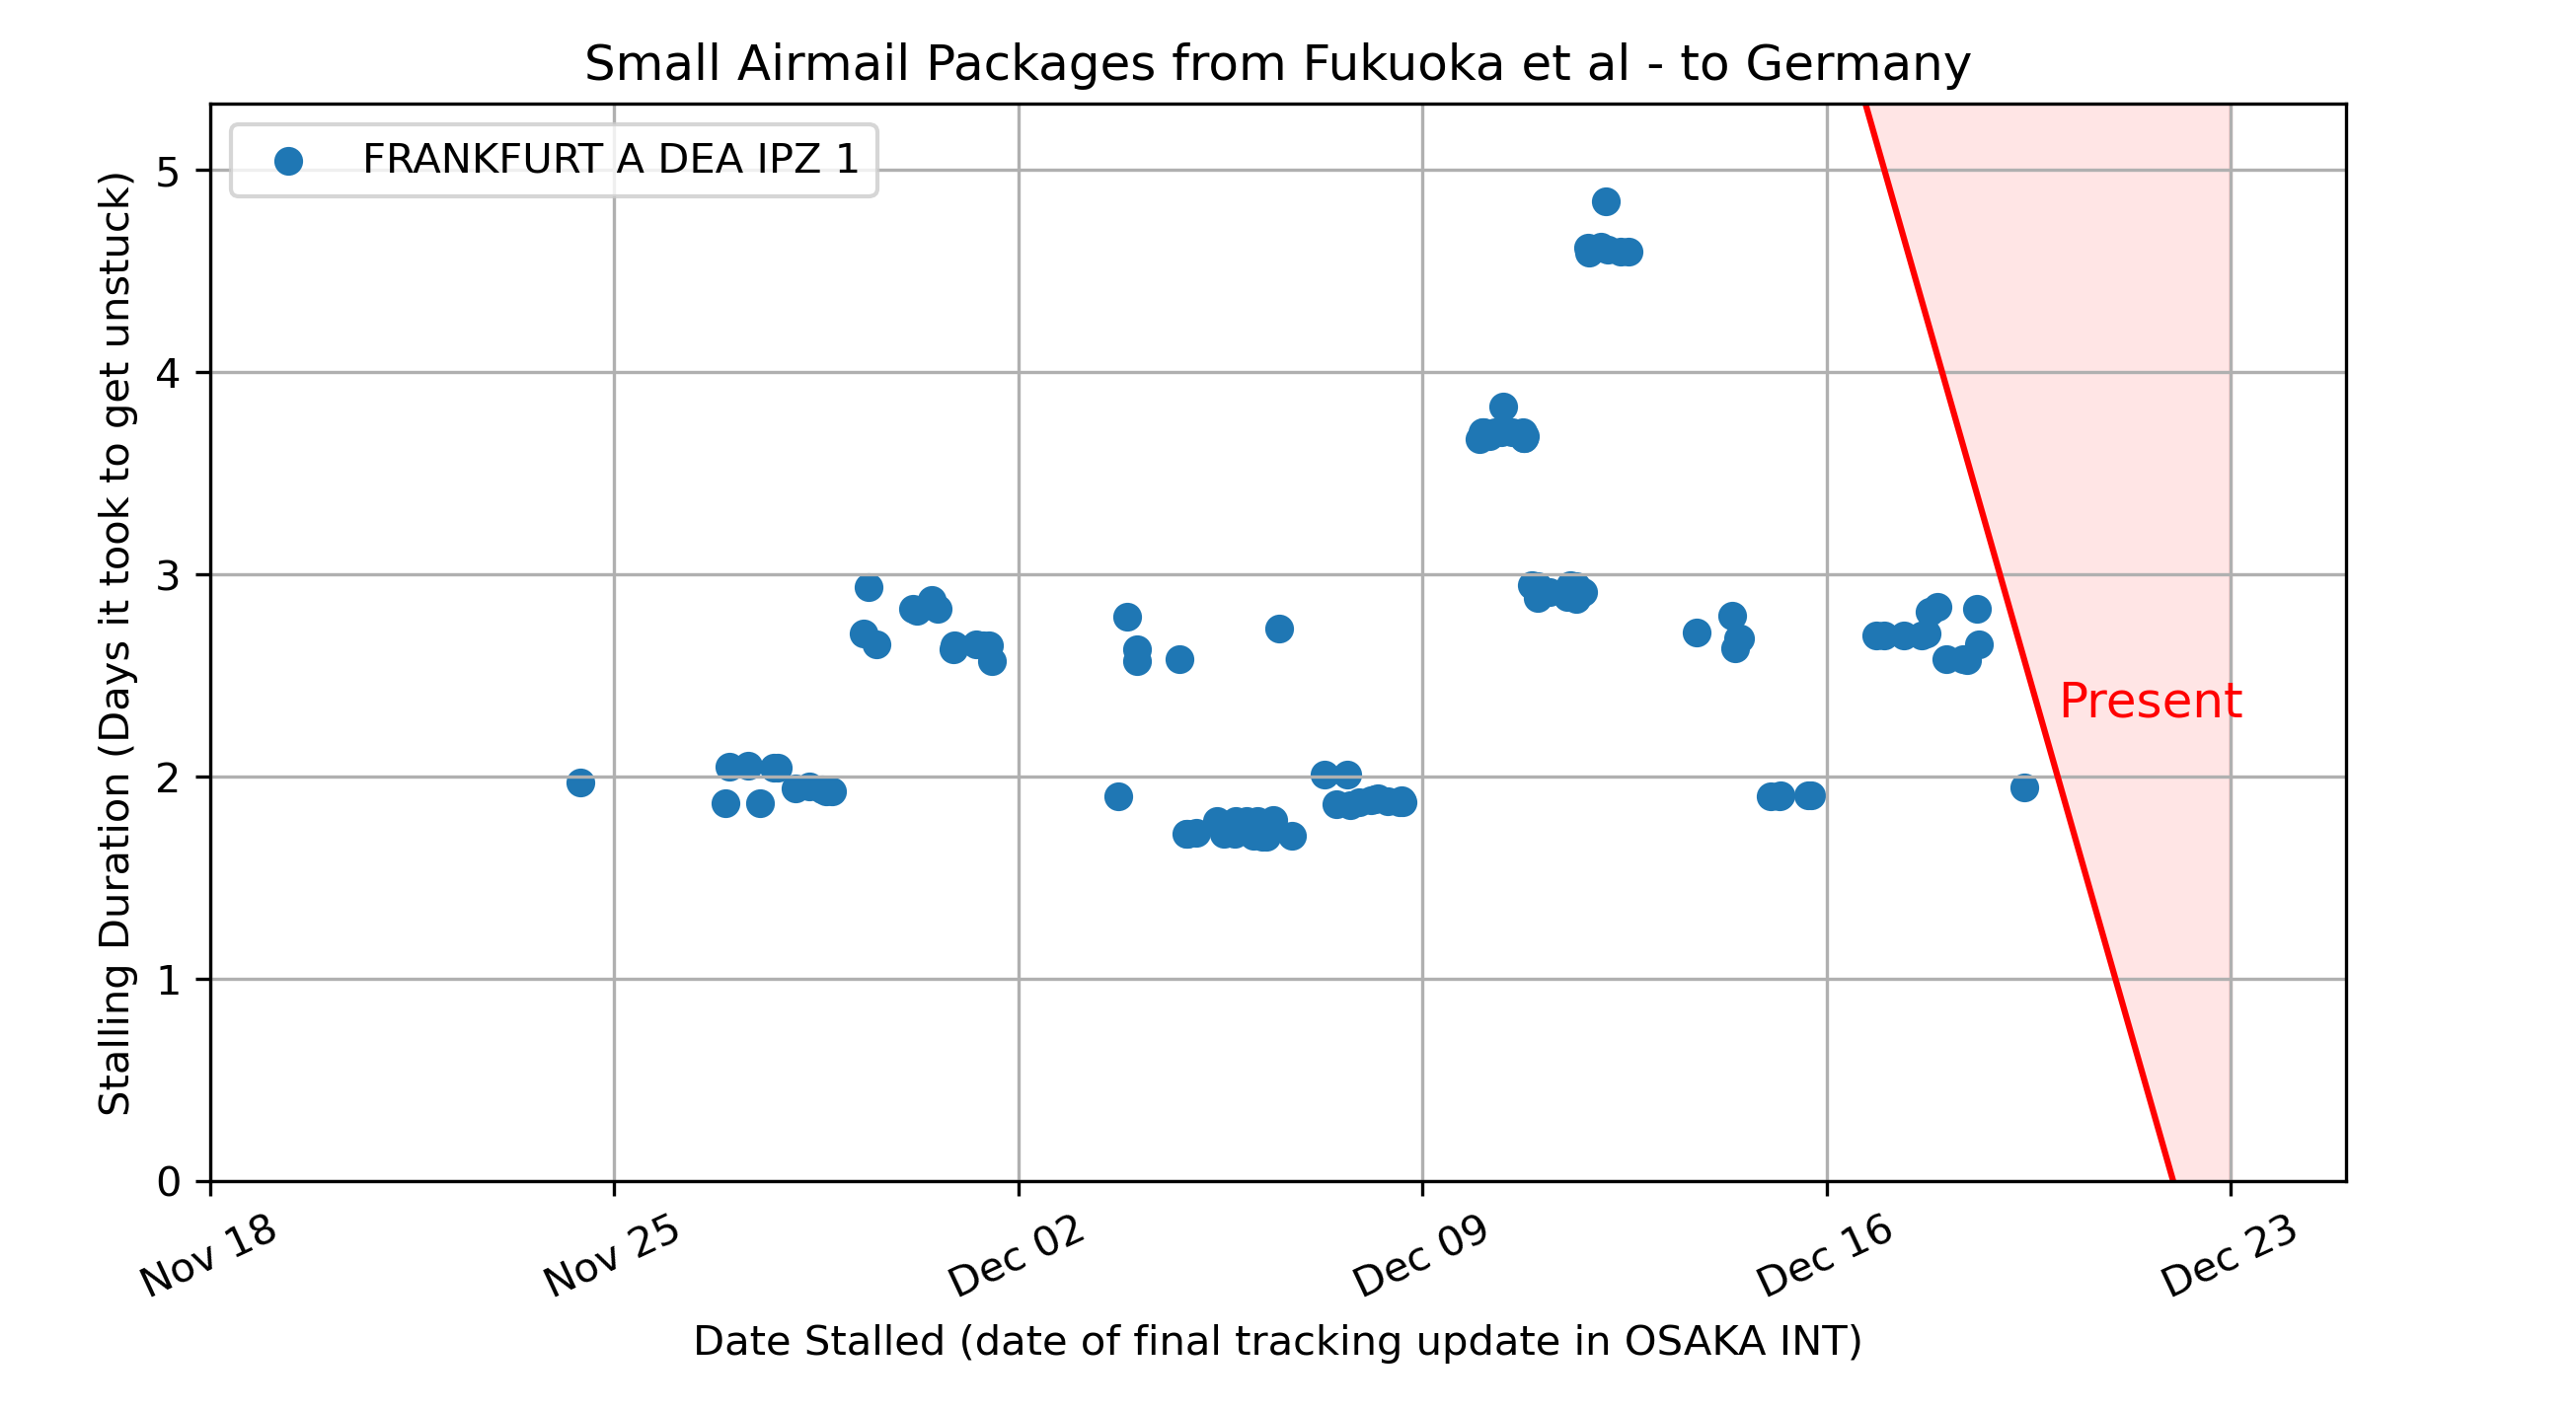 Small Airmail Packages from Fukuoka et al - to Germany
FRANKFURT A DEA IPZ 1
Stalling Duration (Days it took to get unstuck)
5
4
3
2
1
0
Present
Nov 18
Nov 25
Dec 02
Dec 09
Dec 16
Dec 23
Date Stalled (date of final tracking update in OSAKA INT)